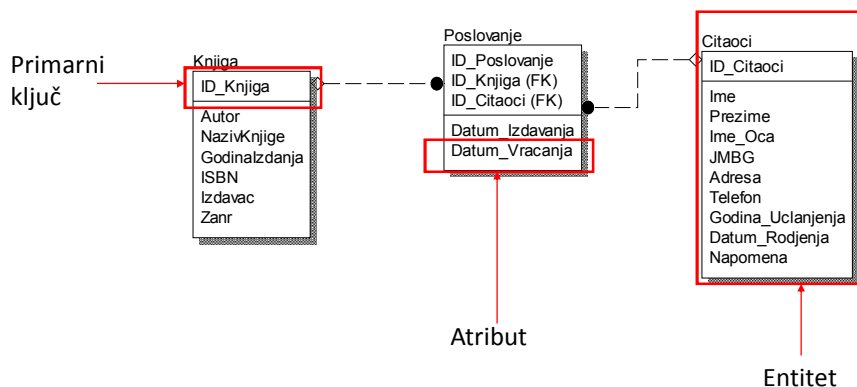 Primarni
ključ
Knjiga
ID_Knjiga
Autor
NazivKnjige
GodinaIzdanja
ISBN
Izdavac
Zanr
Poslovanje
ID_Poslovanje
ID_Knjiga (FK)
ID_Citaoci (FK)
Datum_Izdavanja
Datum_Vracanja
Atribut
Citaoci
ID_Citaoci
Ime
Prezime
Ime_Oca
JMBG
Adresa
Telefon
Godina_Uclanjenja
Datum_Rodjenja
Napomena
Entitet